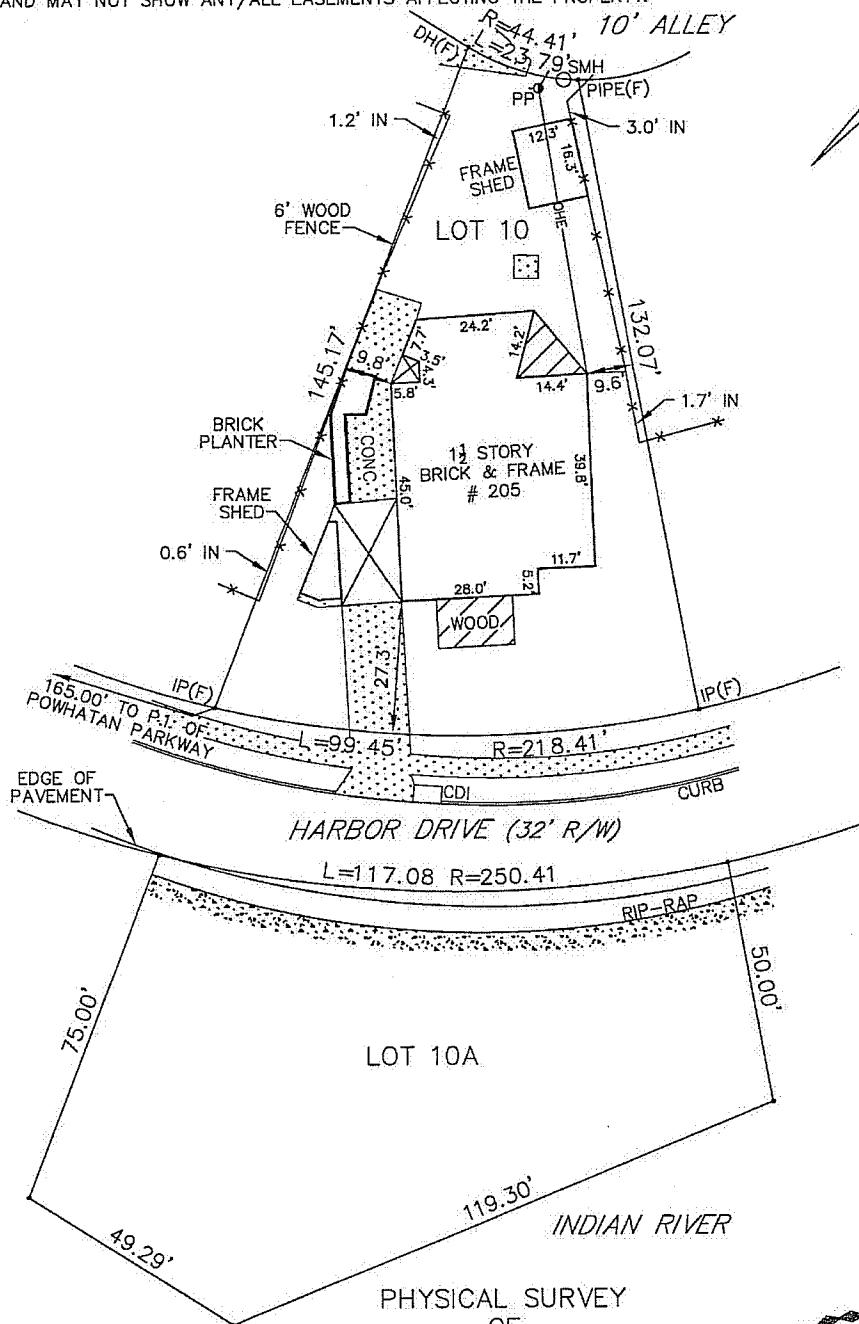 AND MAY NOT SHOW ANY/ALL EASEMENTS AFFECTING THE PROPERTY.
10' ALLEY
R=44.41'
L=23.79'
DH(F)
SMH
PP
PIPE(F)
1.2' IN
3.0' IN
12.3'
16.3'
FRAME
SHED
6' WOOD
FENCE
LOT 10
OHE
132.07'
145.17'
24.2'
7.7'
14.2'
9.8'
3.5'
4.3'
5.8'
14.4'
9.6'
1.7' IN
BRICK
PLANTER
CONC.
1½ STORY
BRICK & FRAME
# 205
39.8'
45.0'
FRAME
SHED
0.6' IN
11.7'
5.2
28.0'
WOOD
27.3'
IP(F)
IP(F)
165.00' TO P.I. OF
POWHATAN PARKWAY
L=99.45'
R=218.41'
EDGE OF
PAVEMENT
CDI
CURB
HARBOR DRIVE (32' R/W)
L=117.08 R=250.41
RIP-RAP
75.00'
50.00'
LOT 10A
119.30'
49.29'
INDIAN RIVER
PHYSICAL SURVEY
OF